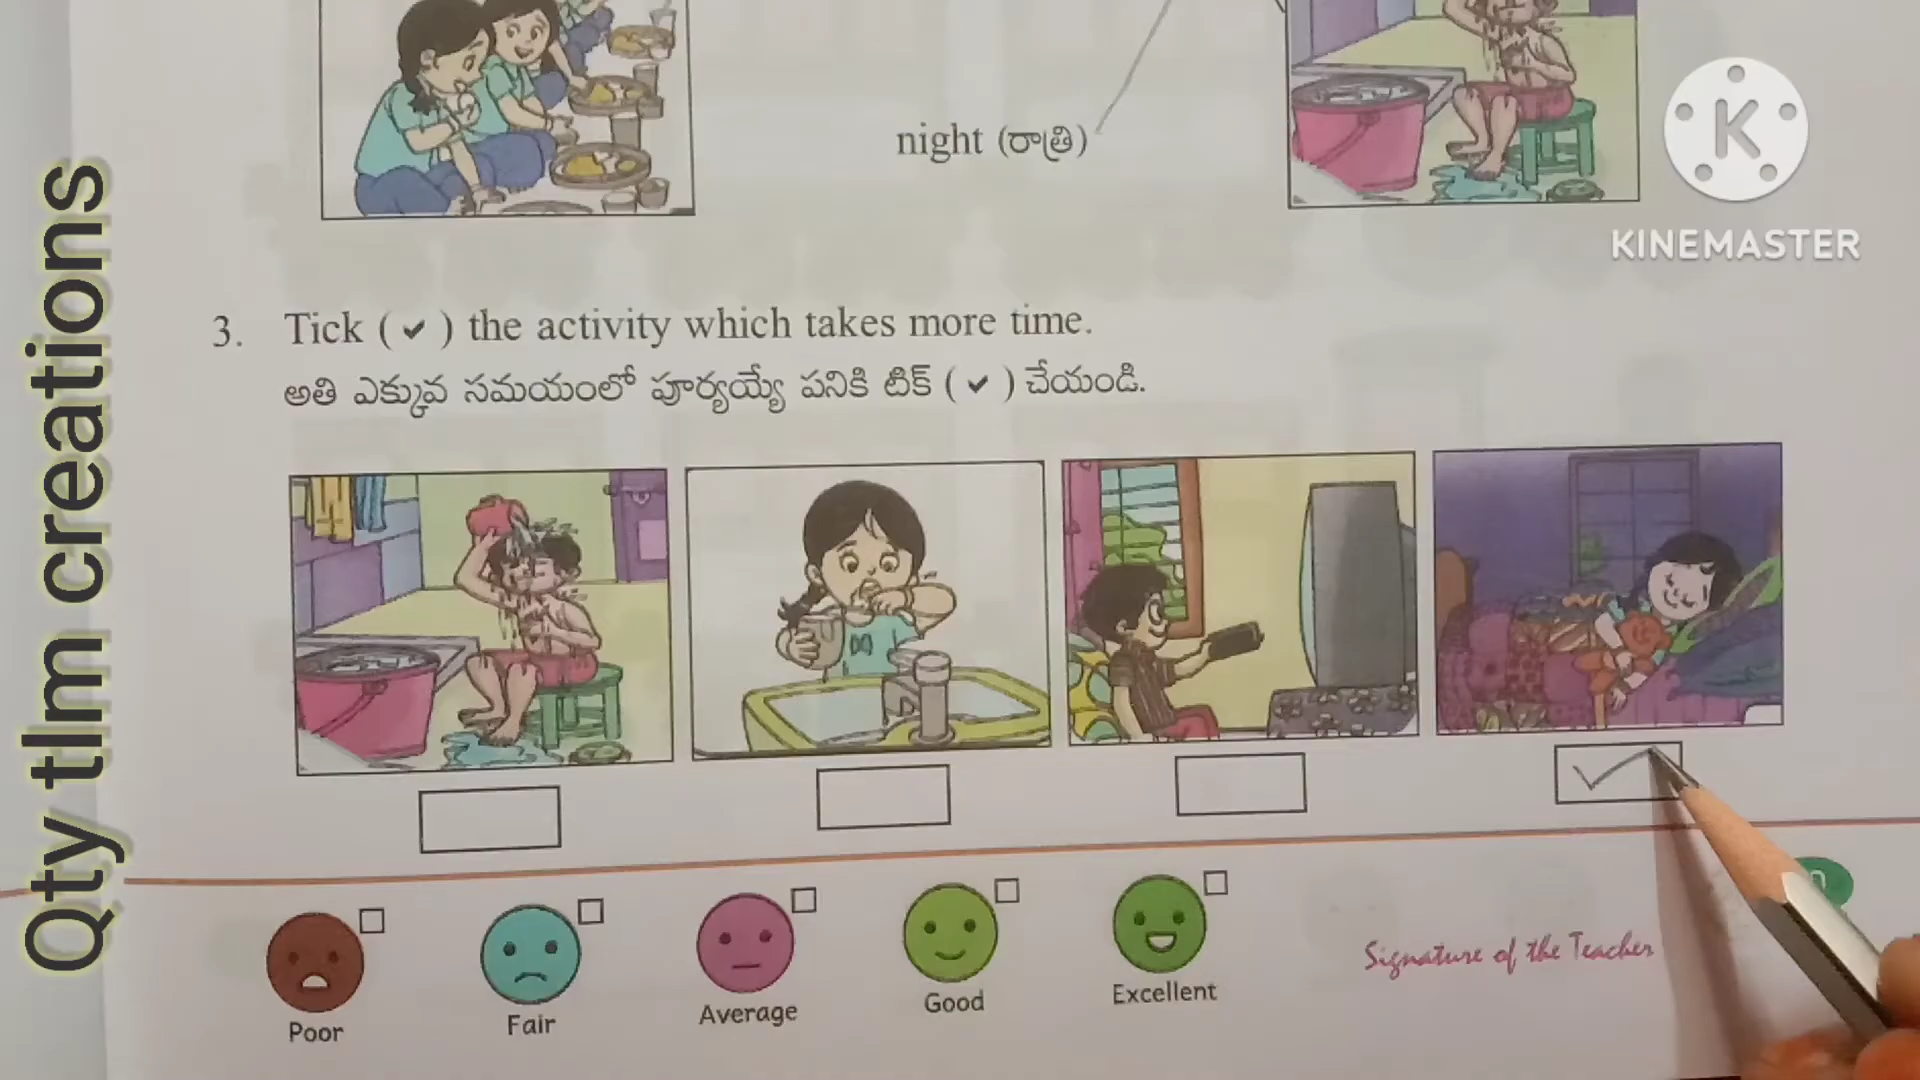 night (రాత్రి)
K
KINEMASTER
Qty tlm creations
3. Tick ( ✔ ) the activity which takes more time.
అతి ఎక్కువ సమయంలో పూర్యయ్యే పనికి టిక్ ( ✔ ) చేయండి.
Poor
Fair
Average
Good
Excellent
Signature of the Teacher